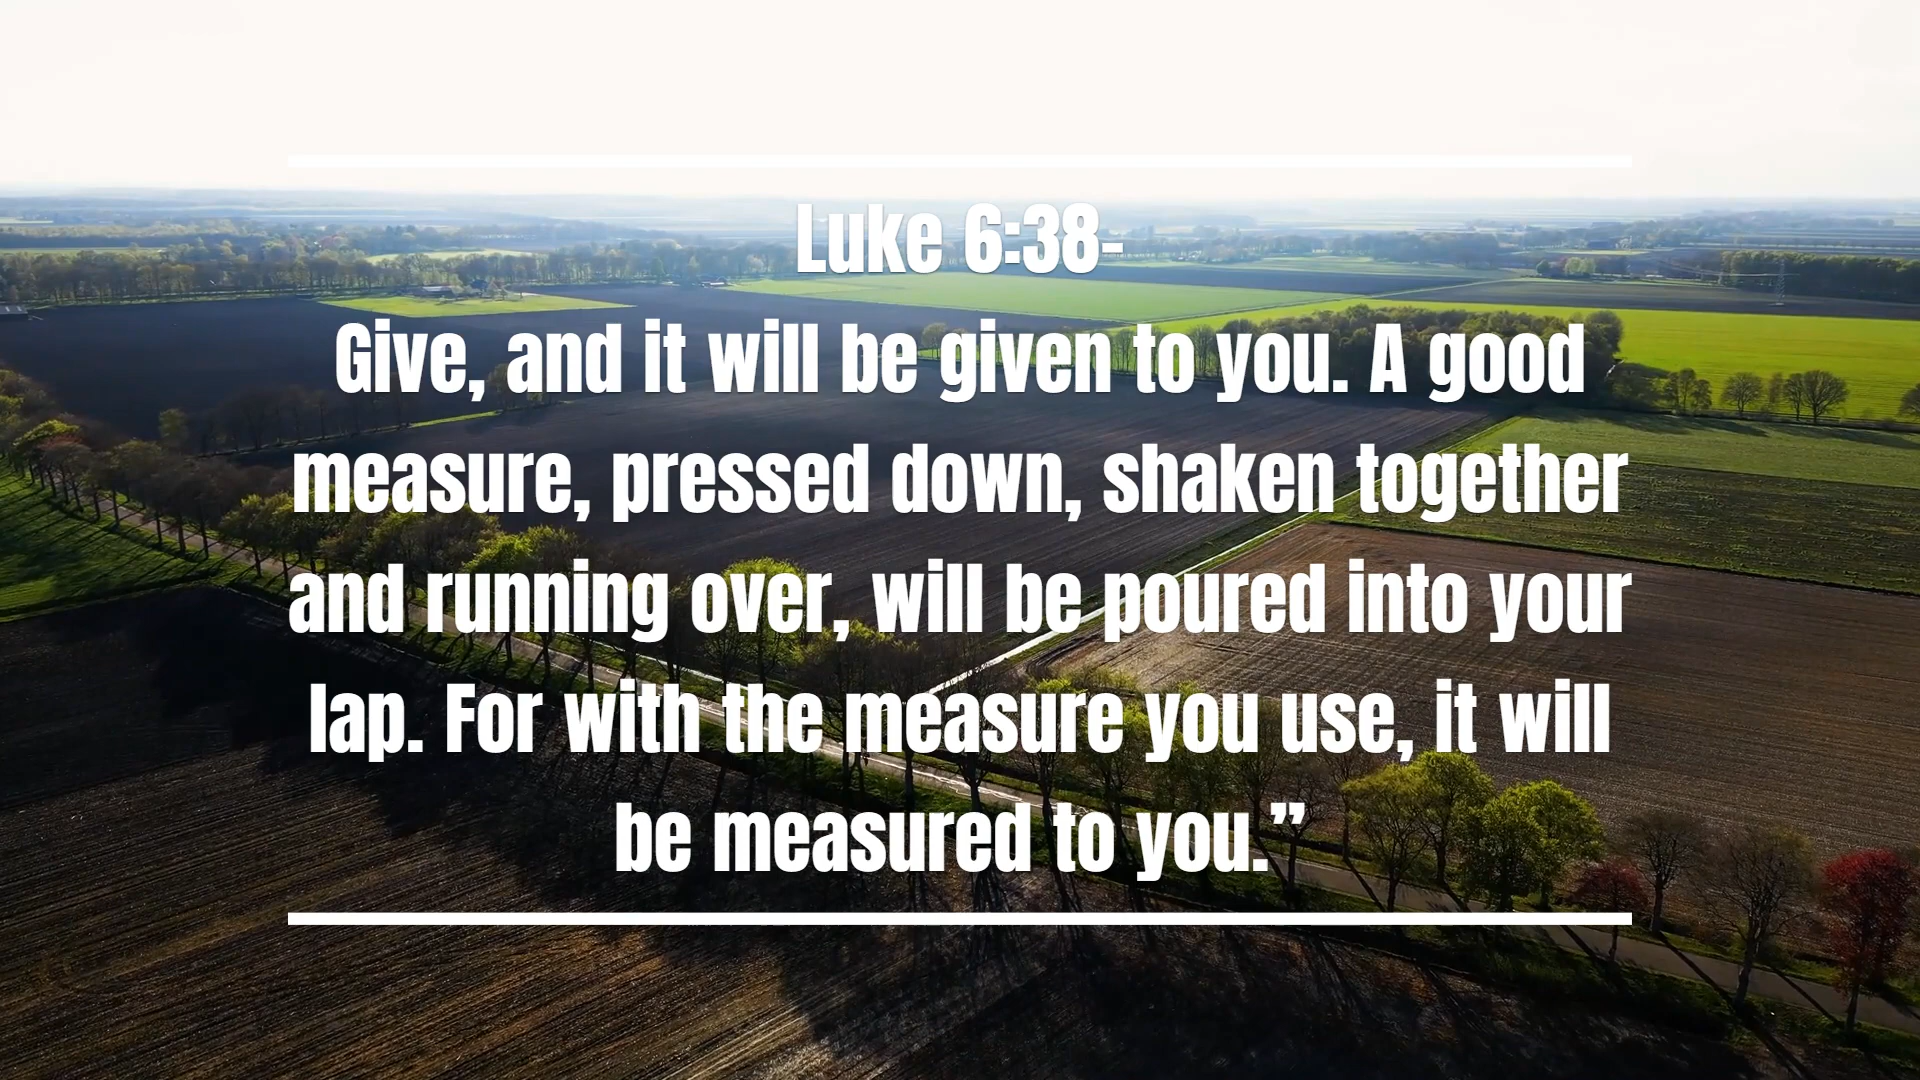 Luke 6:38-
Give, and it will be given to you. A good
measure, pressed down, shaken together
and running over, will be poured into your
lap. For with the measure you use, it will
be measured to you.”